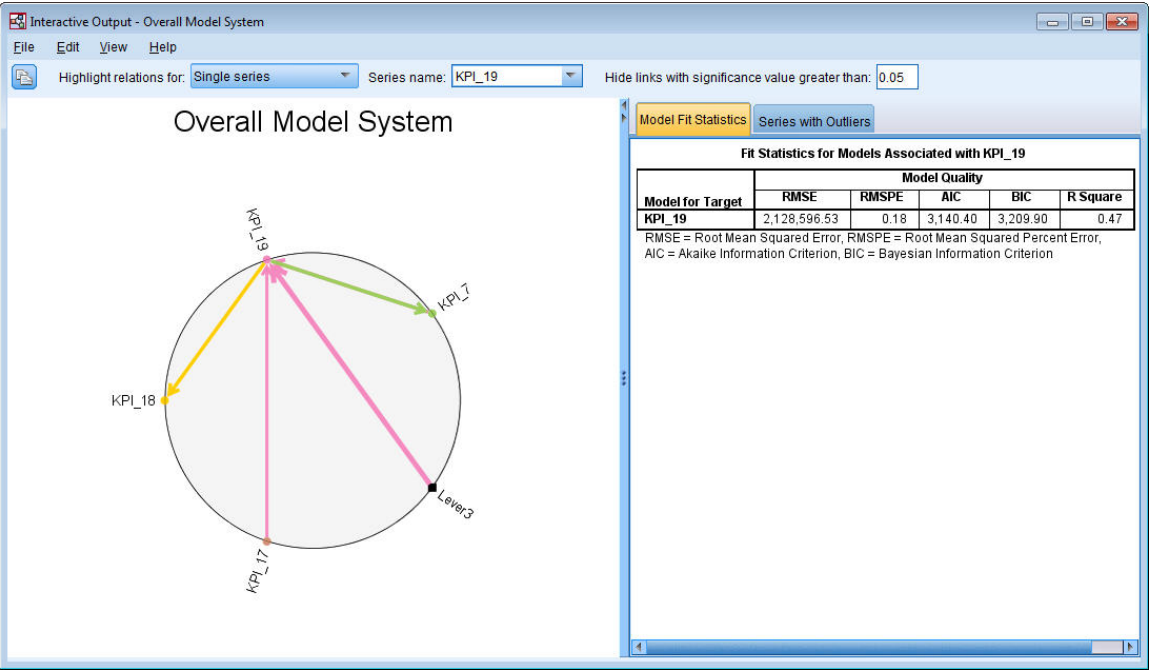 Interactive Output - Overall Model System
File Edit View Help
Highlight relations for: Single series Series name: KPI_19 Hide links with significance value greater than: 0.05
Overall Model System
KPI_19
KPI_7
KPI_18
Lever3
KPI_17
Model Fit Statistics Series with Outliers
Fit Statistics for Models Associated with KPI_19
Model Quality
Model for Target RMSE RMSPE AIC BIC R Square
KPI_19 2,128,596.53 0.18 3,140.40 3,209.90 0.47
RMSE = Root Mean Squared Error, RMSPE = Root Mean Squared Percent Error,
AIC = Akaike Information Criterion, BIC = Bayesian Information Criterion